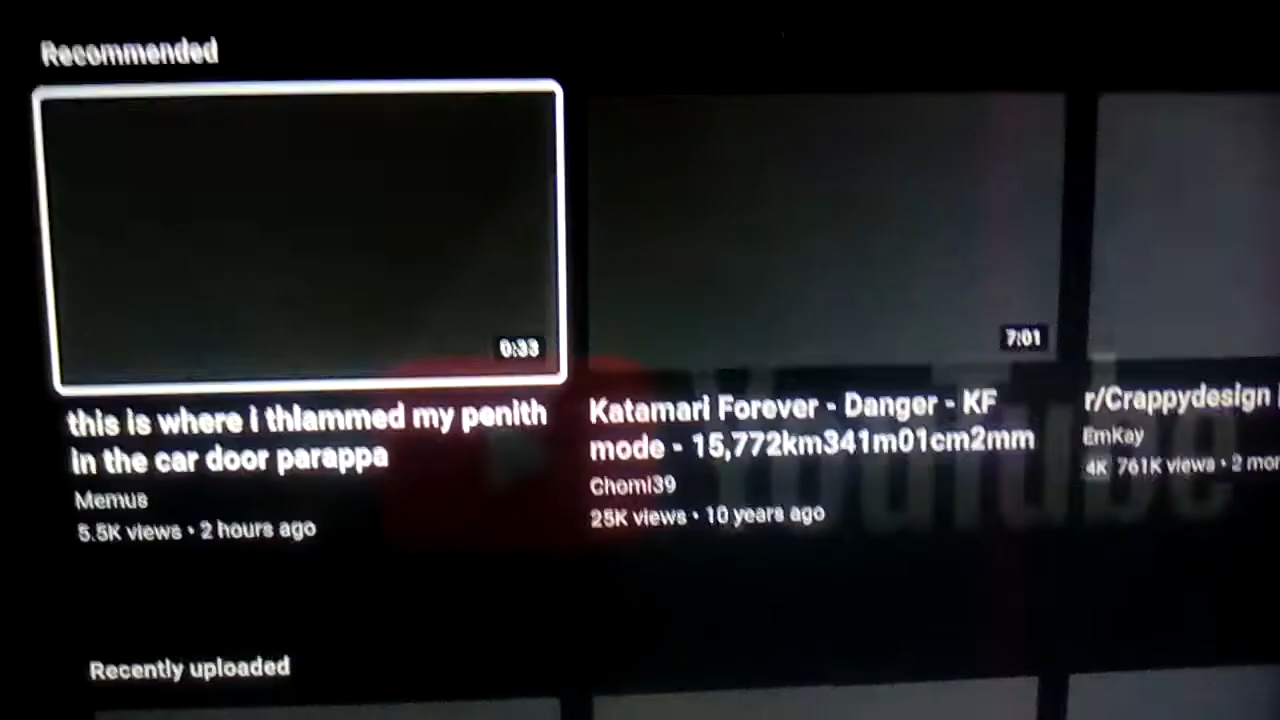 Recommended
0:33
7:01
this is where i thlammed my penith
in the car door parappa
Memus
5.5K views • 2 hours ago
Katamari Forever - Danger - KF
mode - 15,772km341m01cm2mm
Chomi39
25K views • 10 years ago
r/Crappydesign
EmKay
4K 761K views • 2 mon
YouTube
Recently uploaded